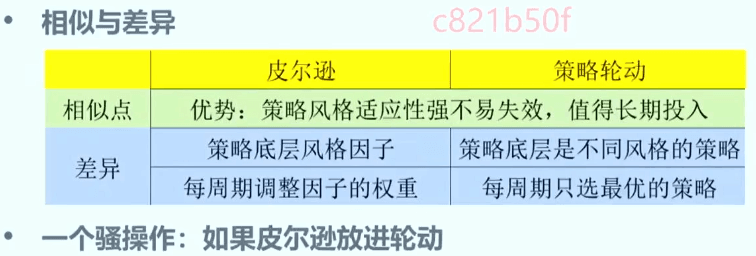 • 相似与差异
c821b50f
皮尔逊 策略轮动
相似点 优势：策略风格适应性强不易失效，值得长期投入
差异 策略底层风格因子 策略底层是不同风格的策略
每周期调整因子的权重 每周期只选最优的策略
• 一个骚操作：如果皮尔逊放进轮动